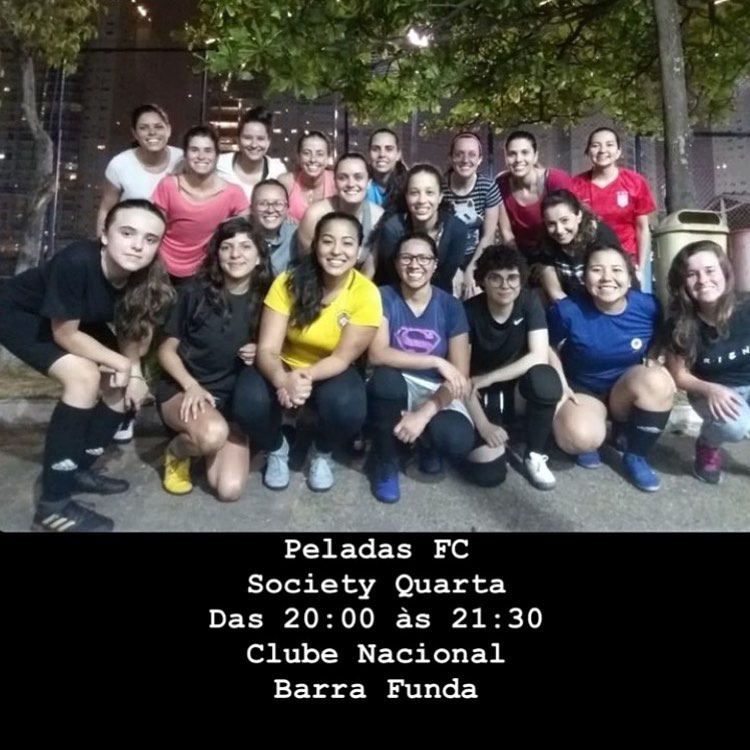 Peladas FC
Society Quarta
Das 20:00 às 21:30
Clube Nacional
Barra Funda